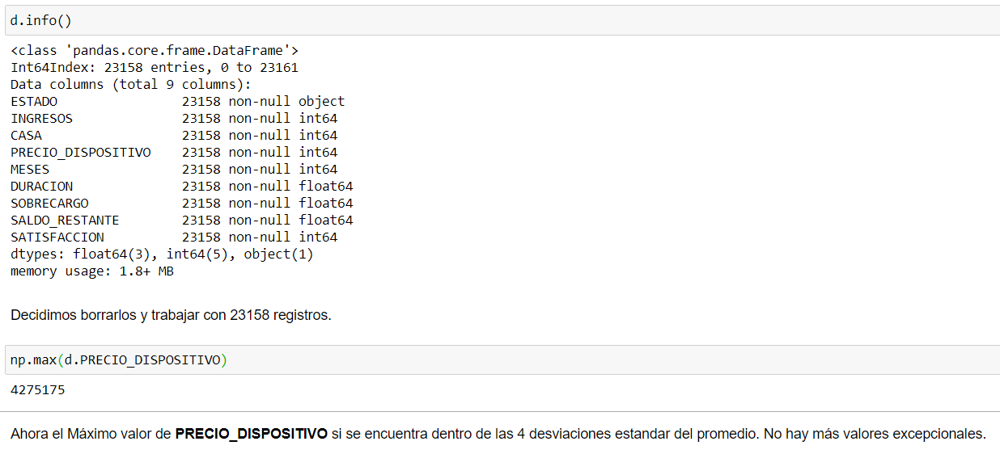 d.info()
<class 'pandas.core.frame.DataFrame'>
Int64Index: 23158 entries, 0 to 23161
Data columns (total 9 columns):
ESTADO                23158 non-null object
INGRESOS              23158 non-null int64
CASA                  23158 non-null int64
PRECIO_DISPOSITIVO    23158 non-null int64
MESES                 23158 non-null int64
DURACION              23158 non-null float64
SOBRECARGO            23158 non-null float64
SALDO_RESTANTE        23158 non-null float64
SATISFACCION          23158 non-null int64
dtypes: float64(3), int64(5), object(1)
memory usage: 1.8+ MB
Decidimos borrarlos y trabajar con 23158 registros.
np.max(d.PRECIO_DISPOSITIVO)
4275175
Ahora el Máximo valor de PRECIO_DISPOSITIVO si se encuentra dentro de las 4 desviaciones estandar del promedio. No hay más valores excepcionales.